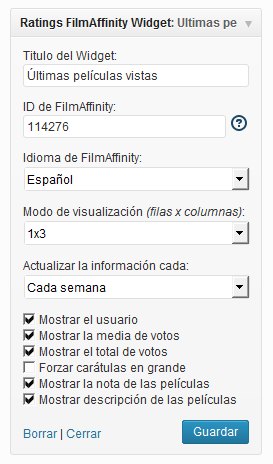 Ratings FilmAffinity Widget: Ultimas pe
Titulo del Widget:
Últimas películas vistas
ID de FilmAffinity:
114276
Idioma de FilmAffinity:
Español
Modo de visualización (filas x columnas):
1x3
Actualizar la información cada:
Cada semana
Mostrar el usuario
Mostrar la media de votos
Mostrar el total de votos
Forzar carátulas en grande
Mostrar la nota de las películas
Mostrar descripción de las películas
Borrar | Cerrar Guardar